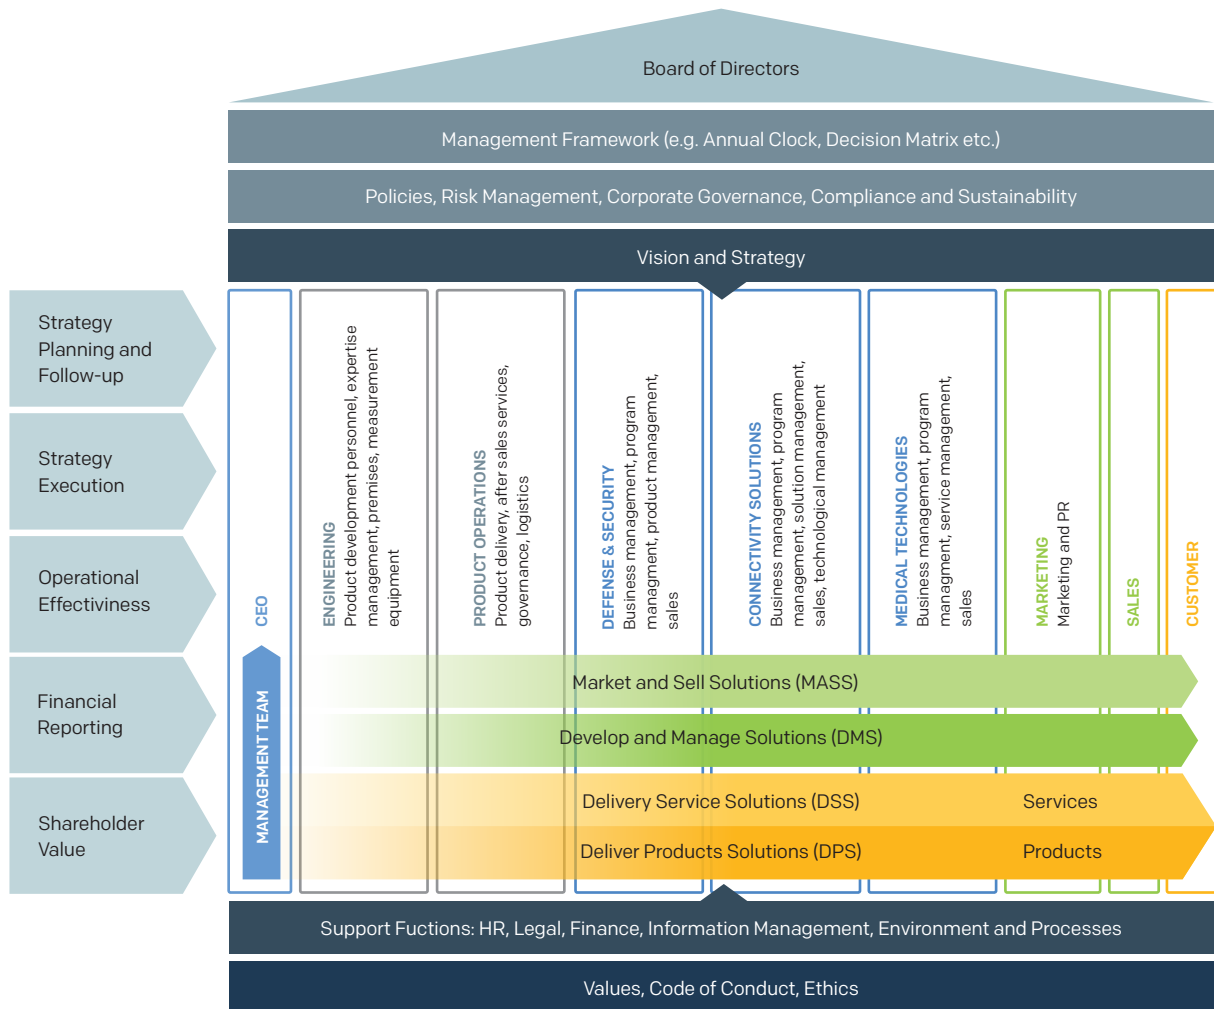 Board of Directors
Management Framework (e.g. Annual Clock, Decision Matrix etc.)
Policies, Risk Management, Corporate Governance, Compliance and Sustainability
Vision and Strategy
Strategy
Planning and
Follow-up
Strategy
Execution
Operational
Effectiviness
Financial
Reporting
Shareholder
Value
CEO
MANAGEMENT TEAM
ENGINEERING
Product development personnel, expertise
management, premises, measurement
equipment
PRODUCT OPERATIONS
Product delivery, after sales services,
governance, logistics
DEFENSE & SECURITY
Business management, program
managment, product management,
sales
CONNECTIVITY SOLUTIONS
Business management, program
management, solution management,
sales, technological management
MEDICAL TECHNOLOGIES
Business management, program
managment, service management,
sales
MARKETING
Marketing and PR
SALES
CUSTOMER
Market and Sell Solutions (MASS)
Develop and Manage Solutions (DMS)
Delivery Service Solutions (DSS)
Services
Deliver Products Solutions (DPS)
Products
Support Fuctions: HR, Legal, Finance, Information Management, Environment and Processes
Values, Code of Conduct, Ethics